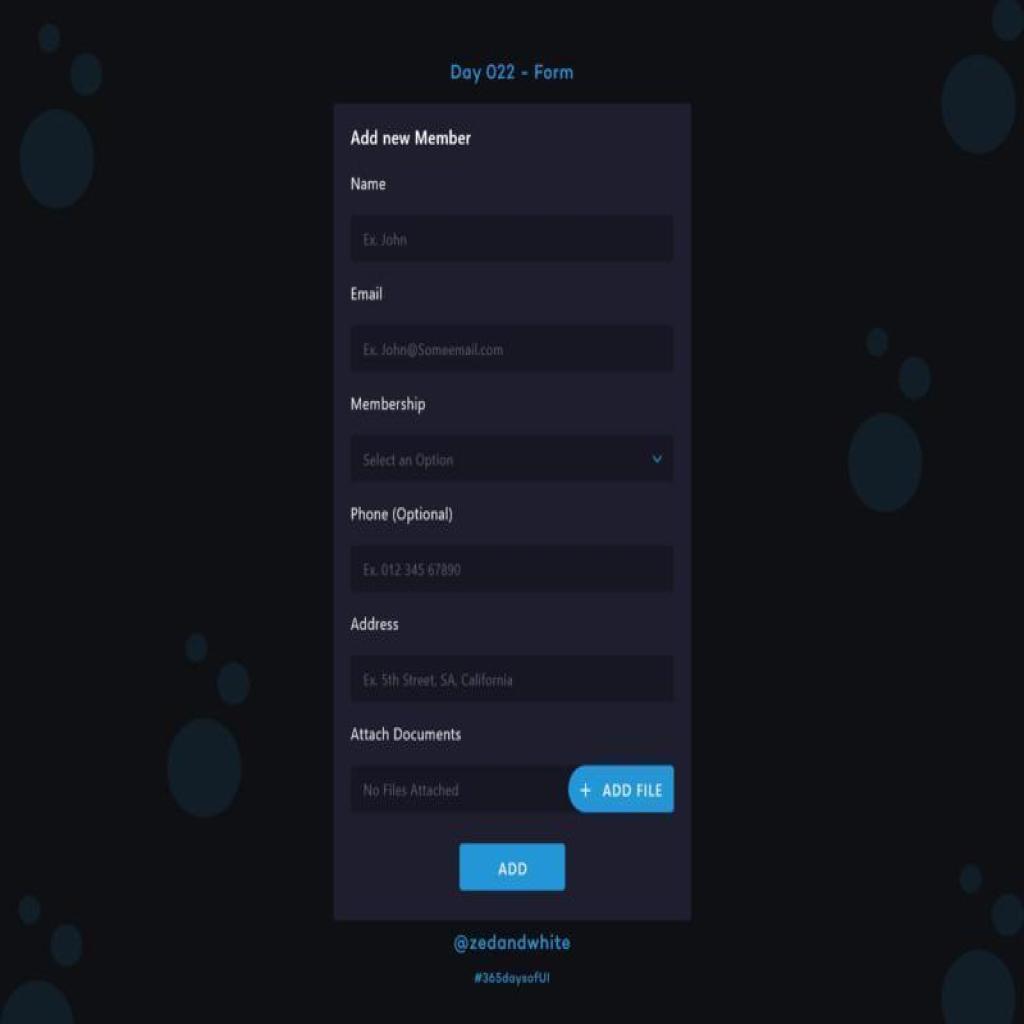 Day 022 - Form
Add new Member
Name
Ex. John
Email
Ex. John@Someemail.com
Membership
Select an Option
Phone (Optional)
Ex. 012 345 67890
Address
Ex. 5th Street, SA, California
Attach Documents
No Files Attached
+ ADD FILE
ADD
@zedandwhite
#365daysofUI